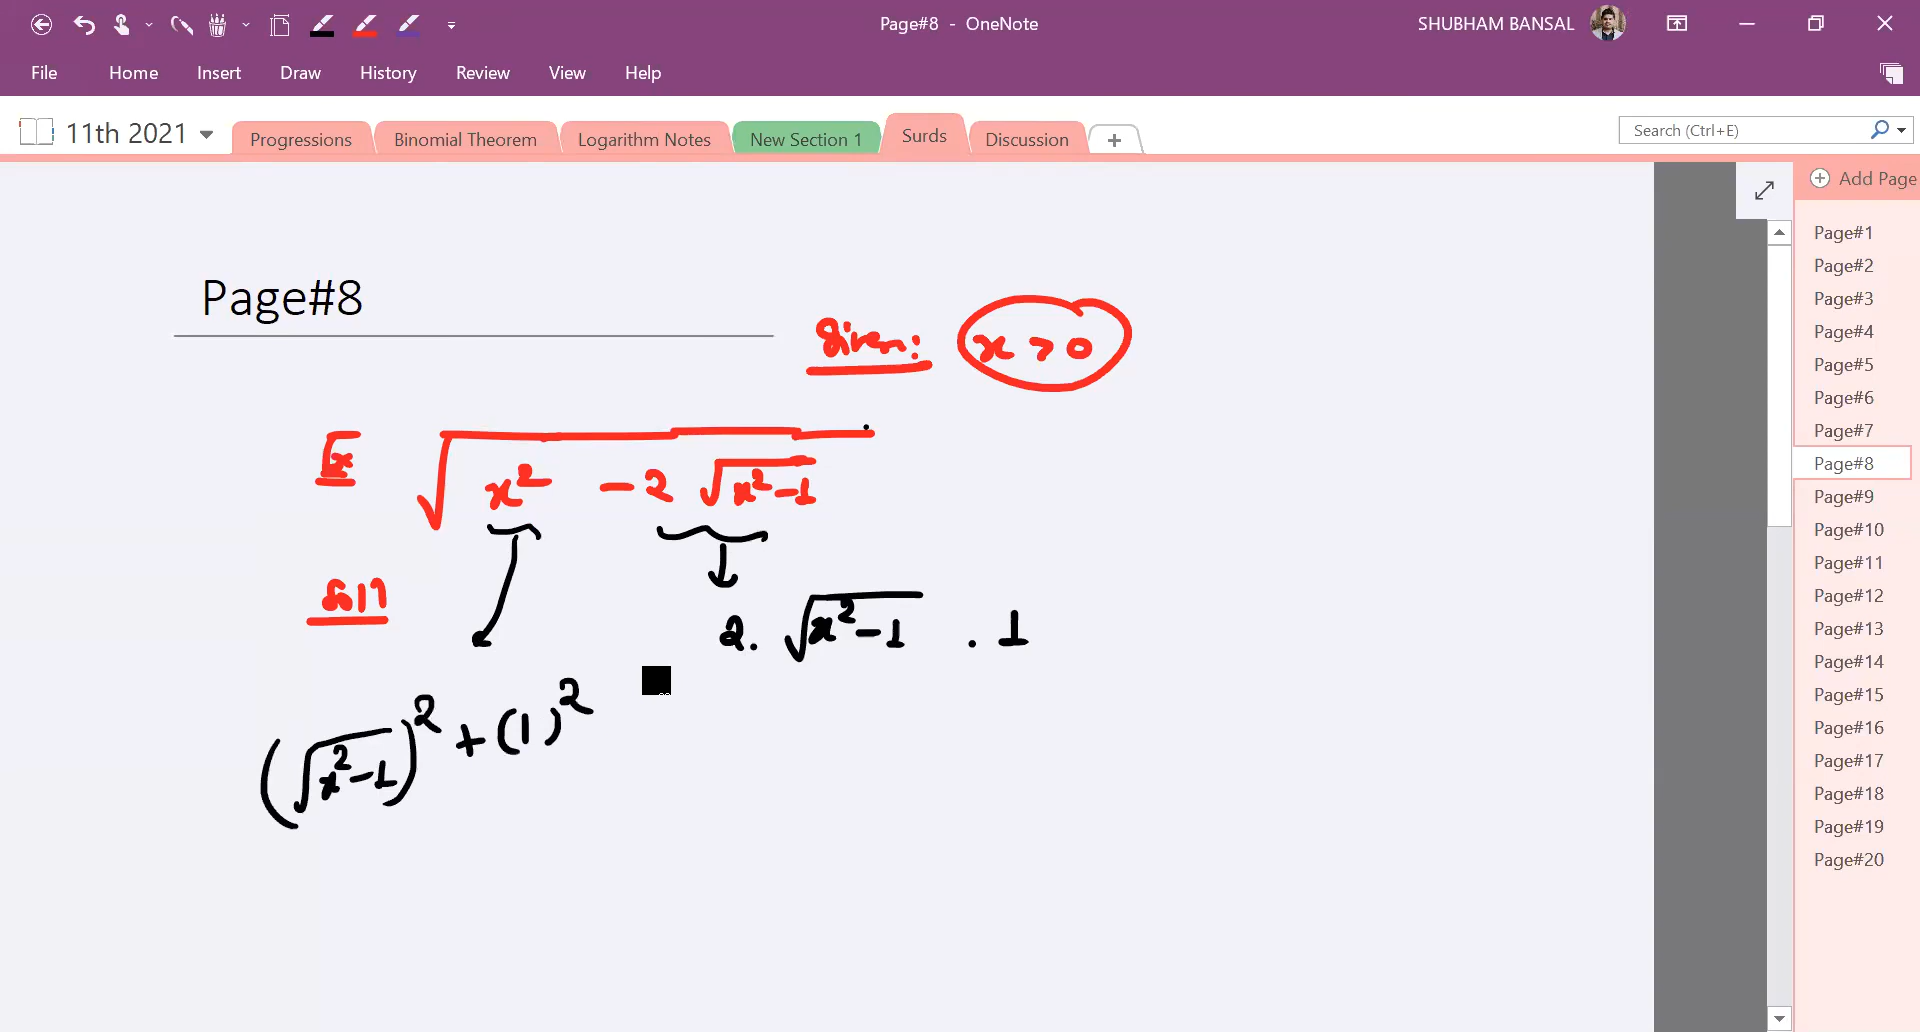 Page#8 - OneNote
SHUBHAM BANSAL
File Home Insert Draw History Review View Help
11th 2021
Progressions Binomial Theorem Logarithm Notes New Section 1 Surds Discussion +
Search (Ctrl+E)
Add Page
Page#1
Page#2
Page#3
Page#4
Page#5
Page#6
Page#7
Page#8
Page#9
Page#10
Page#11
Page#12
Page#13
Page#14
Page#15
Page#16
Page#17
Page#18
Page#19
Page#20
Page#8
Given: x > 0
Ex √(x² - 2 √(x²-1))
Sol?
2. √(x²-1) . 1
(√(x²-1))² + (1)²